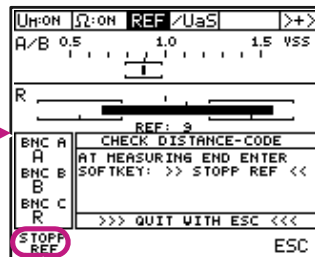 UM:ON Ω:ON REF/UaS >+>
A/B 0.5 1.0 1.5 VSS
R
REF: 9
BNC A
A
BNC B
B
BNC C
R
CHECK DISTANCE-CODE
AT MEASURING END ENTER
SOFTKEY: >> STOPP REF <<
>>> QUIT WITH ESC <<<
STOPP
REF
ESC